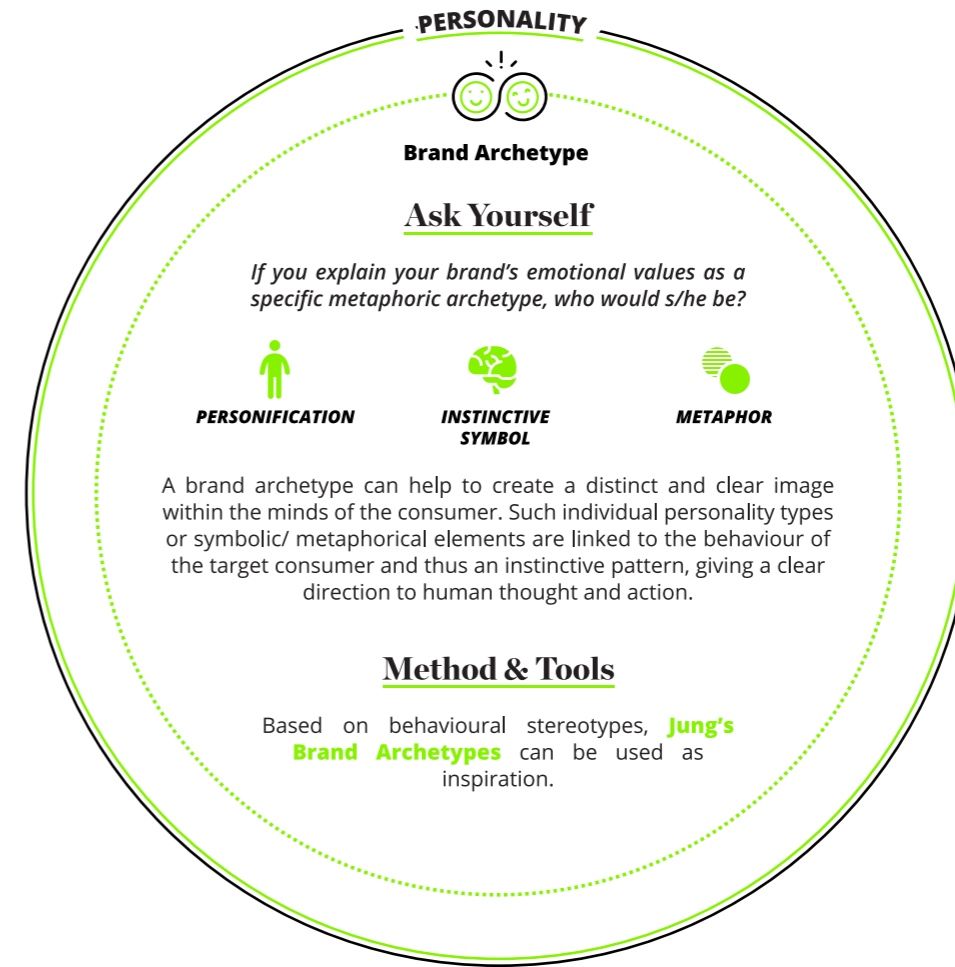 PERSONALITY
Brand Archetype
Ask Yourself
If you explain your brand's emotional values as a
specific metaphoric archetype, who would s/he be?
PERSONIFICATION
INSTINCTIVE
SYMBOL
METAPHOR
A brand archetype can help to create a distinct and clear image
within the minds of the consumer. Such individual personality types
or symbolic/ metaphorical elements are linked to the behaviour of
the target consumer and thus an instinctive pattern, giving a clear
direction to human thought and action.
Method & Tools
Based on behavioural stereotypes, Jung's
Brand Archetypes can be used as
inspiration.